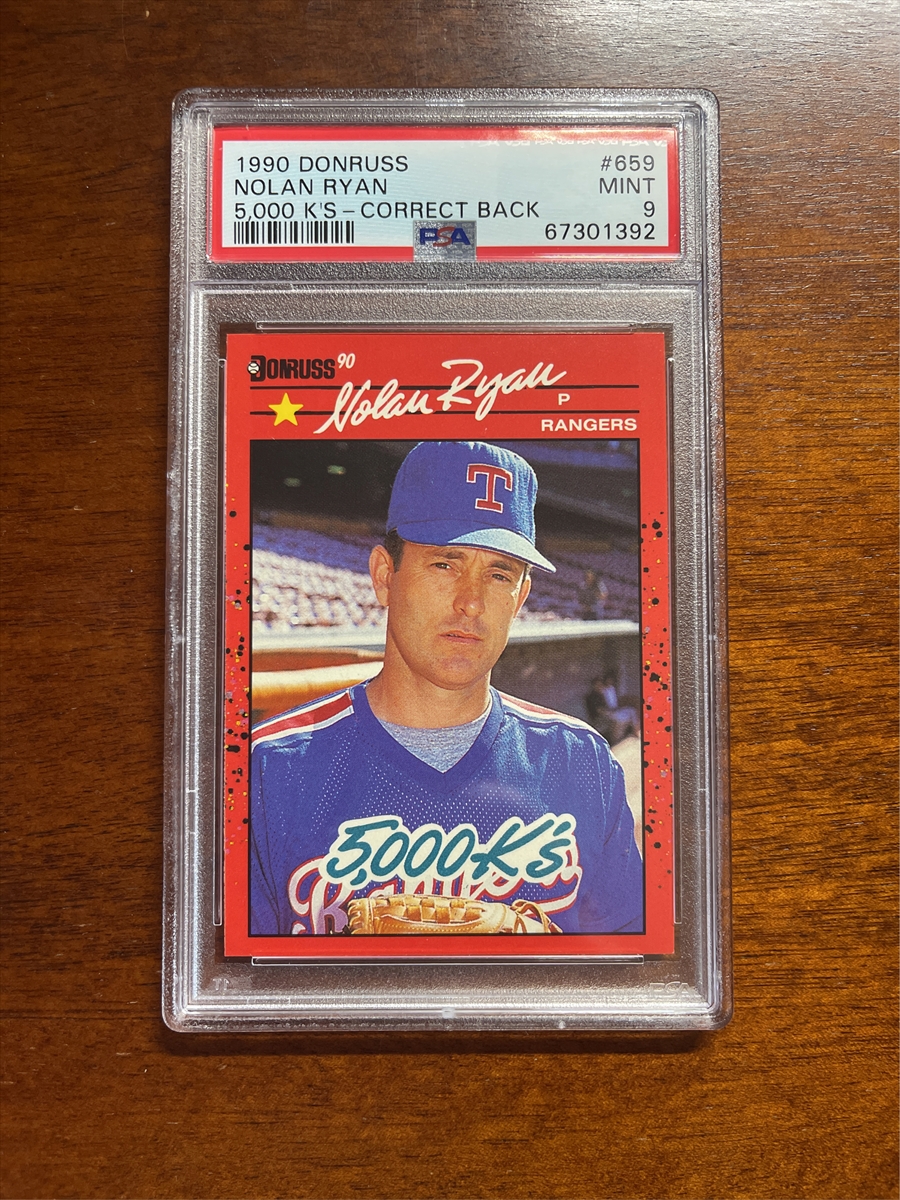 1990 DONRUSS #659
NOLAN RYAN MINT
5,000 K'S - CORRECT BACK 9
PSA 67301392
DONRUSS 90
Nolan Ryan
P
RANGERS
T
5,000 K's